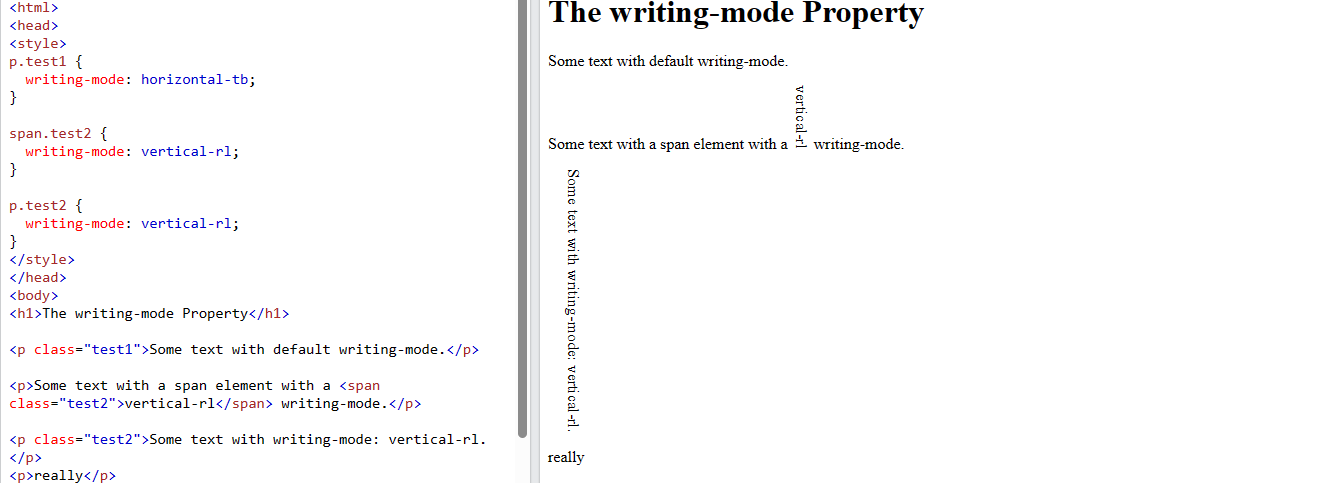 <html>
<head>
<style>
p.test1 {
  writing-mode: horizontal-tb;
}

span.test2 {
  writing-mode: vertical-rl;
}

p.test2 {
  writing-mode: vertical-rl;
}
</style>
</head>
<body>
<h1>The writing-mode Property</h1>

<p class="test1">Some text with default writing-mode.</p>

<p>Some text with a span element with a <span
class="test2">vertical-rl</span> writing-mode.</p>

<p class="test2">Some text with writing-mode: vertical-rl.
</p>
<p>really</p>
The writing-mode Property
Some text with default writing-mode.
Some text with a span element with a vertical-rl writing-mode.
Some text with writing-mode: vertical-rl.
really